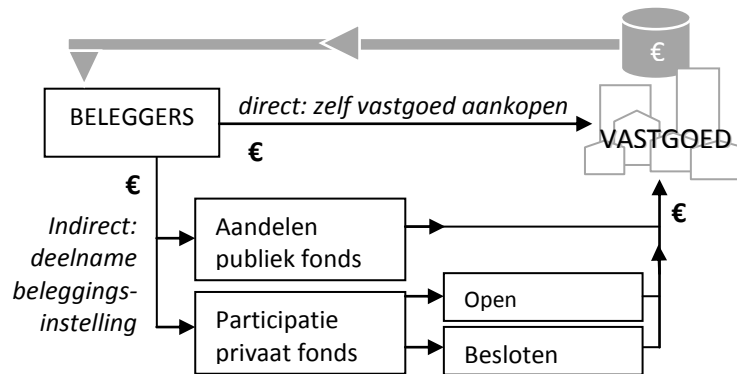 €
BELEGGERS
direct: zelf vastgoed aankopen
€
VASTGOED
€
€
Indirect:
deelname
beleggings-
instelling
Aandelen
publiek fonds
Participatie
privaat fonds
Open
Besloten